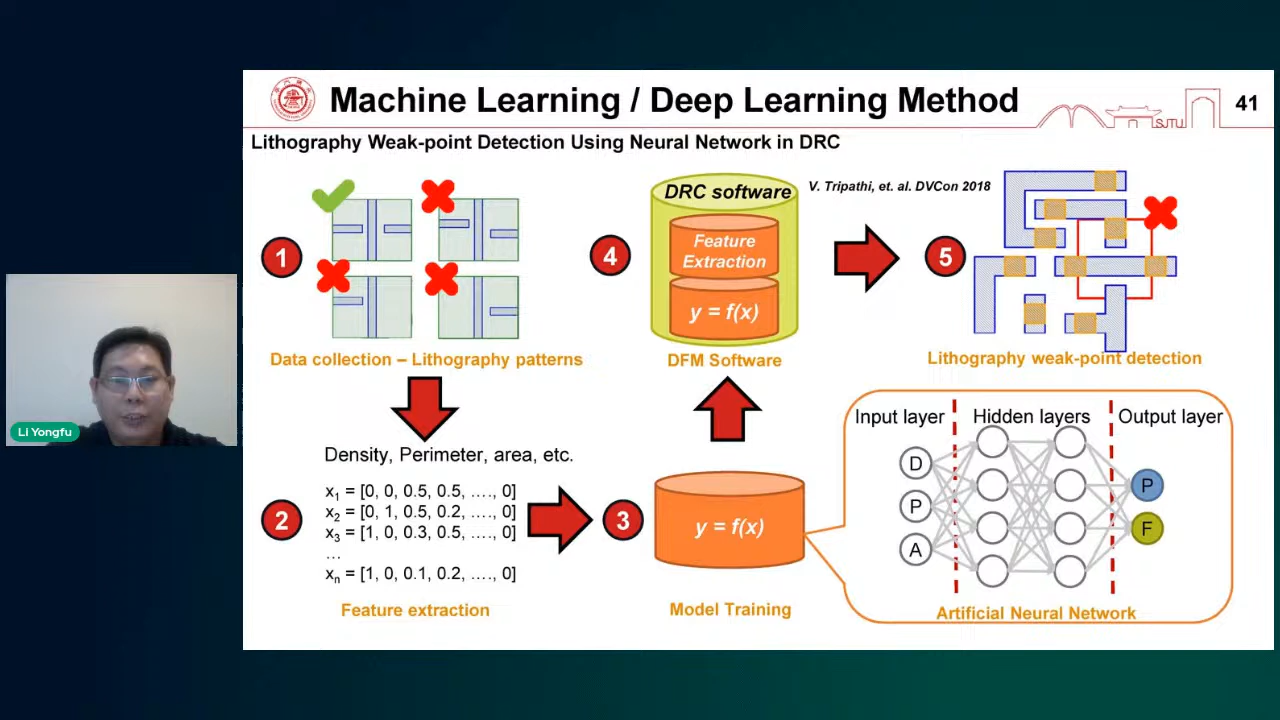 Machine Learning / Deep Learning Method
SJTU
41
Lithography Weak-point Detection Using Neural Network in DRC
1
Data collection – Lithography patterns
4
DRC software
Feature
Extraction
y = f(x)
DFM Software
V. Tripathi, et. al. DVCon 2018
5
Lithography weak-point detection
2
Density, Perimeter, area, etc.
x1 = [0, 0, 0.5, 0.5, …., 0]
x2 = [0, 1, 0.5, 0.2, …., 0]
x3 = [1, 0, 0.3, 0.5, …., 0]
…
xn = [1, 0, 0.1, 0.2, …., 0]
Feature extraction
3
y = f(x)
Model Training
Input layer
Hidden layers
Output layer
D
P
A
P
F
Artificial Neural Network
Li Yongfu